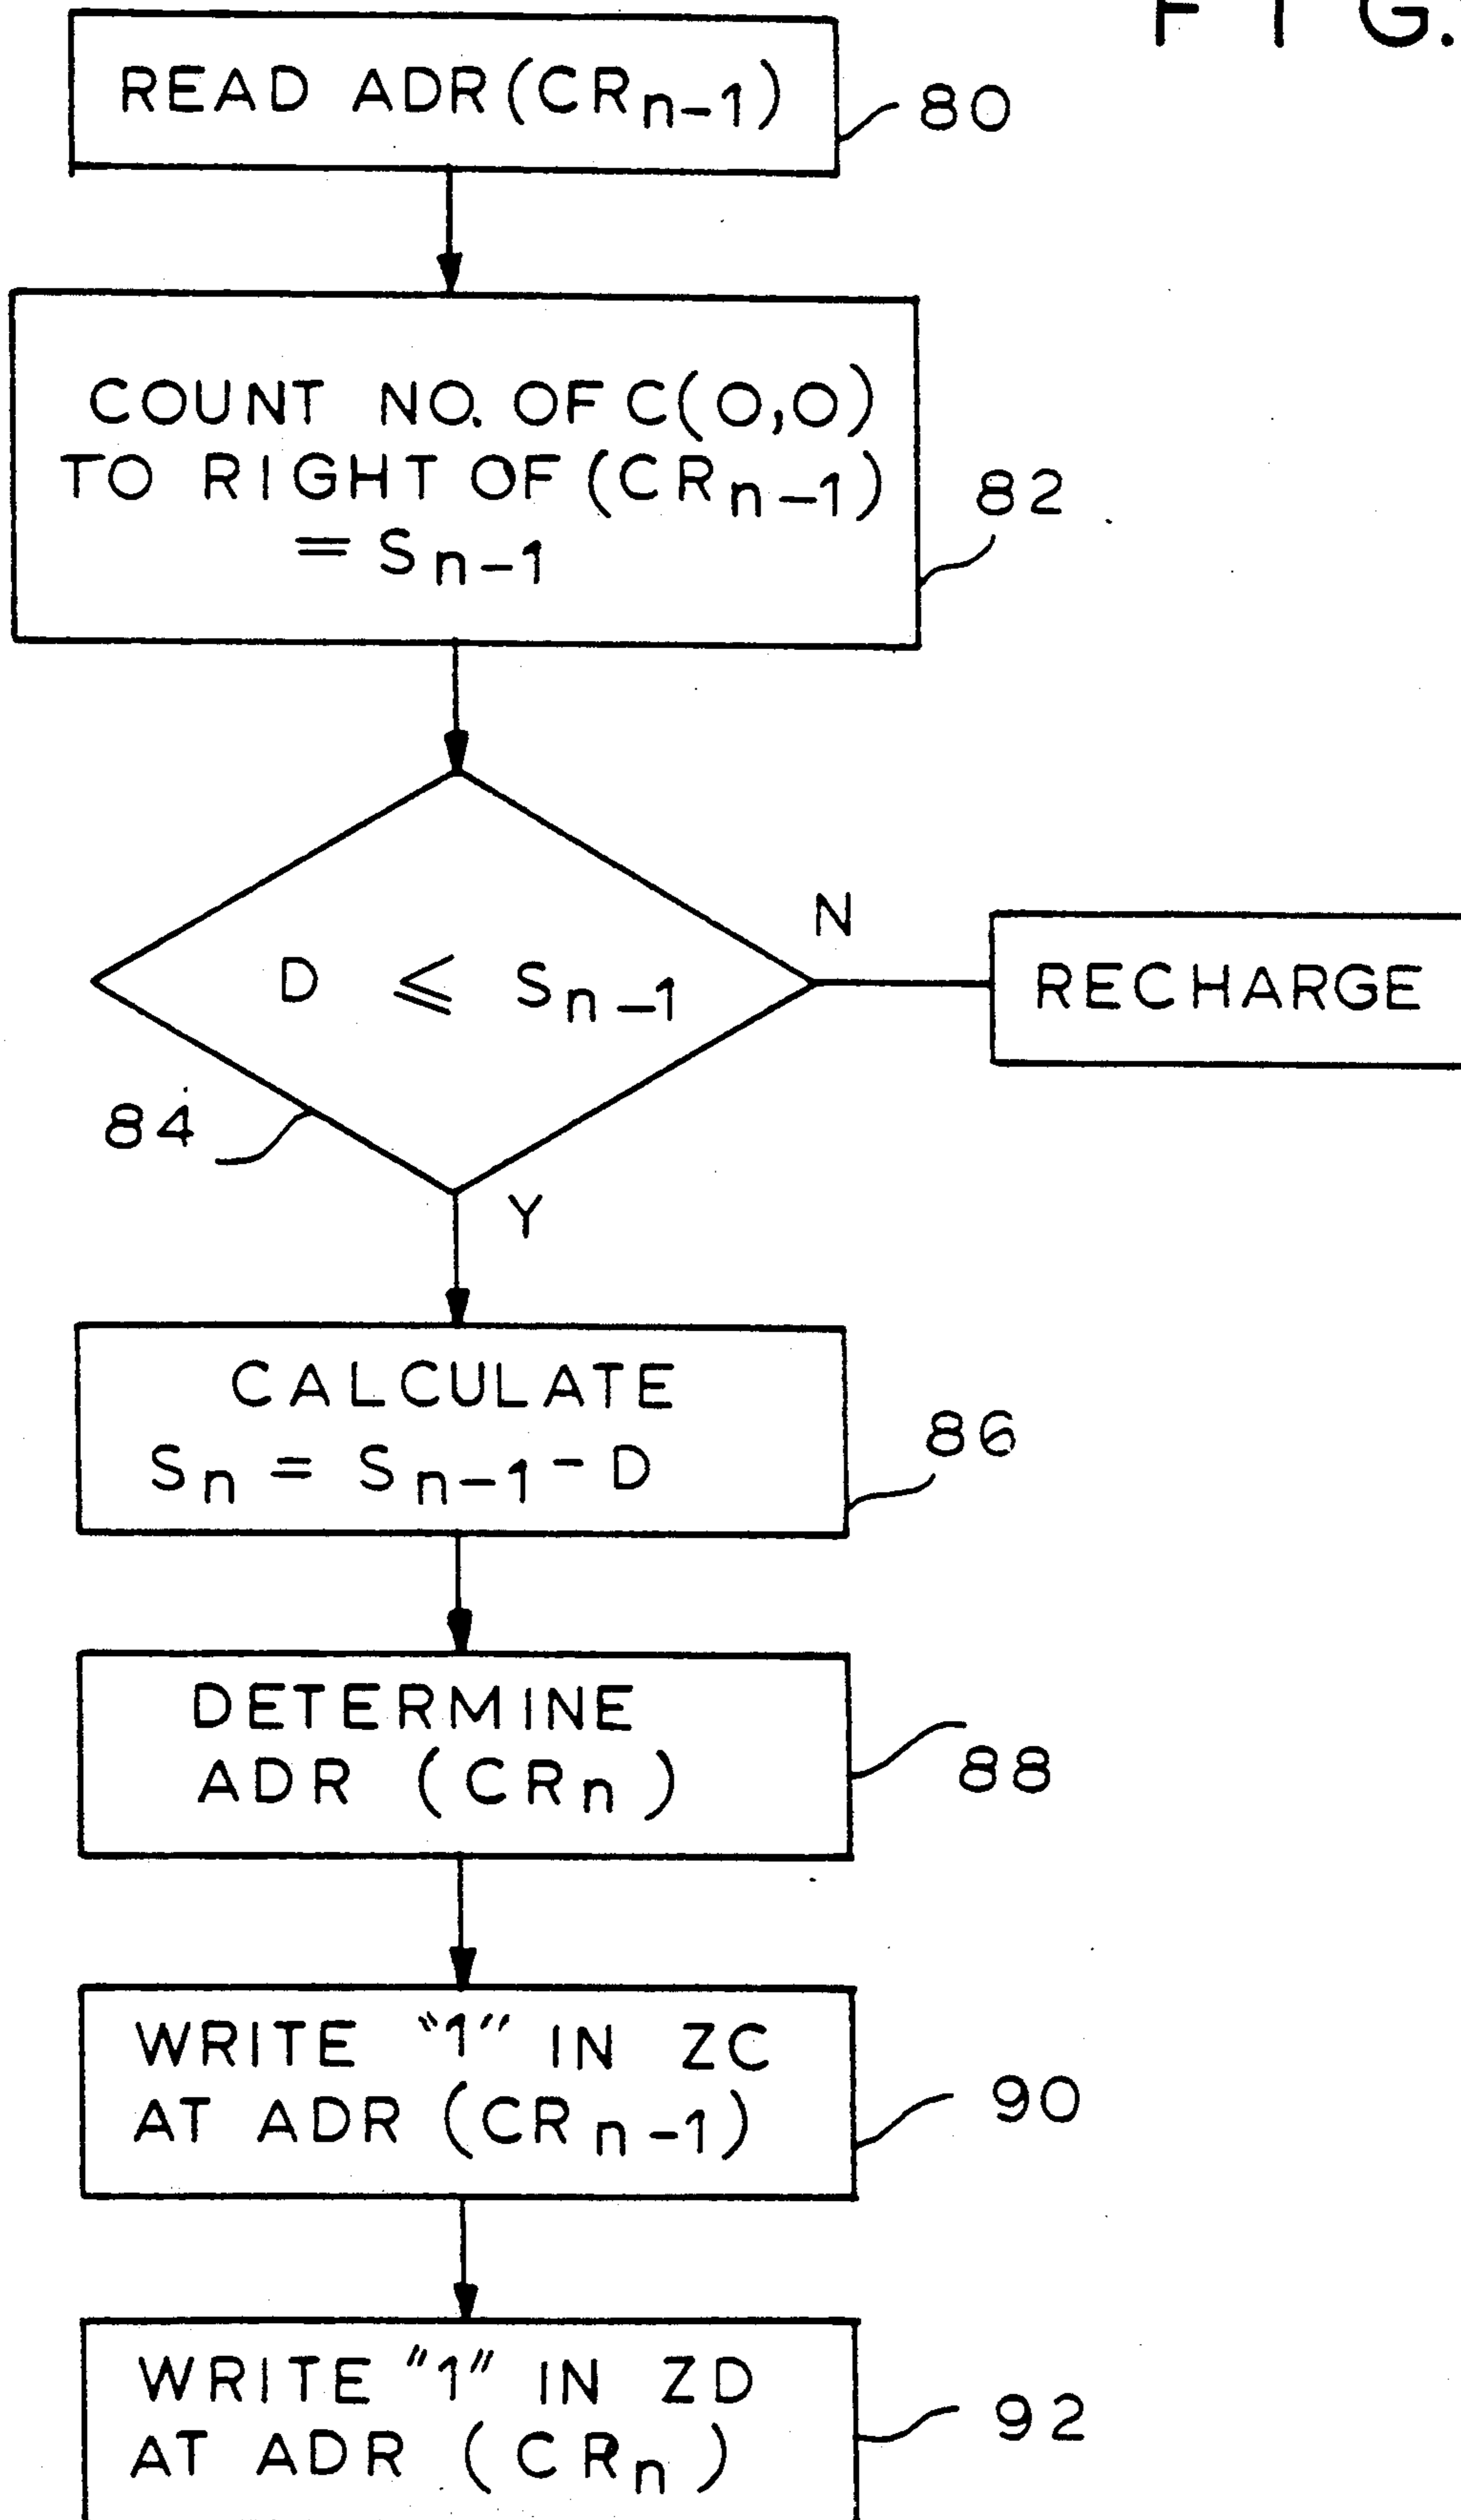 FIG.
READ ADR(CRn-1)
80
COUNT NO. OF C(0,0)
TO RIGHT OF (CRn-1)
= Sn-1
82
D ≤ Sn-1
N
RECHARGE
84
Y
CALCULATE
Sn = Sn-1 - D
86
DETERMINE
ADR (CRn)
88
WRITE "1" IN ZC
AT ADR (CRn-1)
90
WRITE "1" IN ZD
AT ADR (CRn)
92